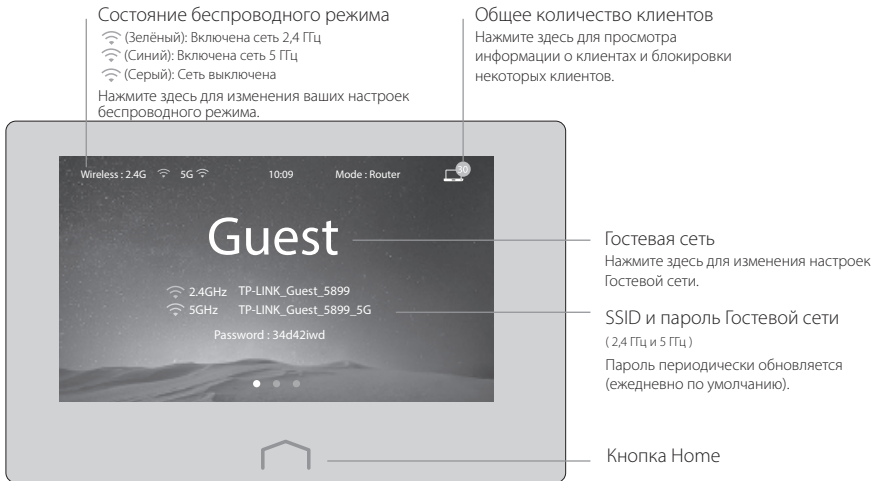 Состояние беспроводного режима
(Зелёный): Включена сеть 2,4 ГГц
(Синий): Включена сеть 5 ГГц
(Серый): Сеть выключена
Нажмите здесь для изменения ваших настроек
беспроводного режима.
Общее количество клиентов
Нажмите здесь для просмотра
информации о клиентах и блокировки
некоторых клиентов.
Wireless : 2.4G 5G 10:09 Mode : Router 30
Guest
2.4GHz TP-LINK_Guest_5899
5GHz TP-LINK_Guest_5899_5G
Password : 34d42iwd
Гостевая сеть
Нажмите здесь для изменения настроек
Гостевой сети.
SSID и пароль Гостевой сети
( 2,4 ГГц и 5 ГГц )
Пароль периодически обновляется
(ежедневно по умолчанию).
Кнопка Home